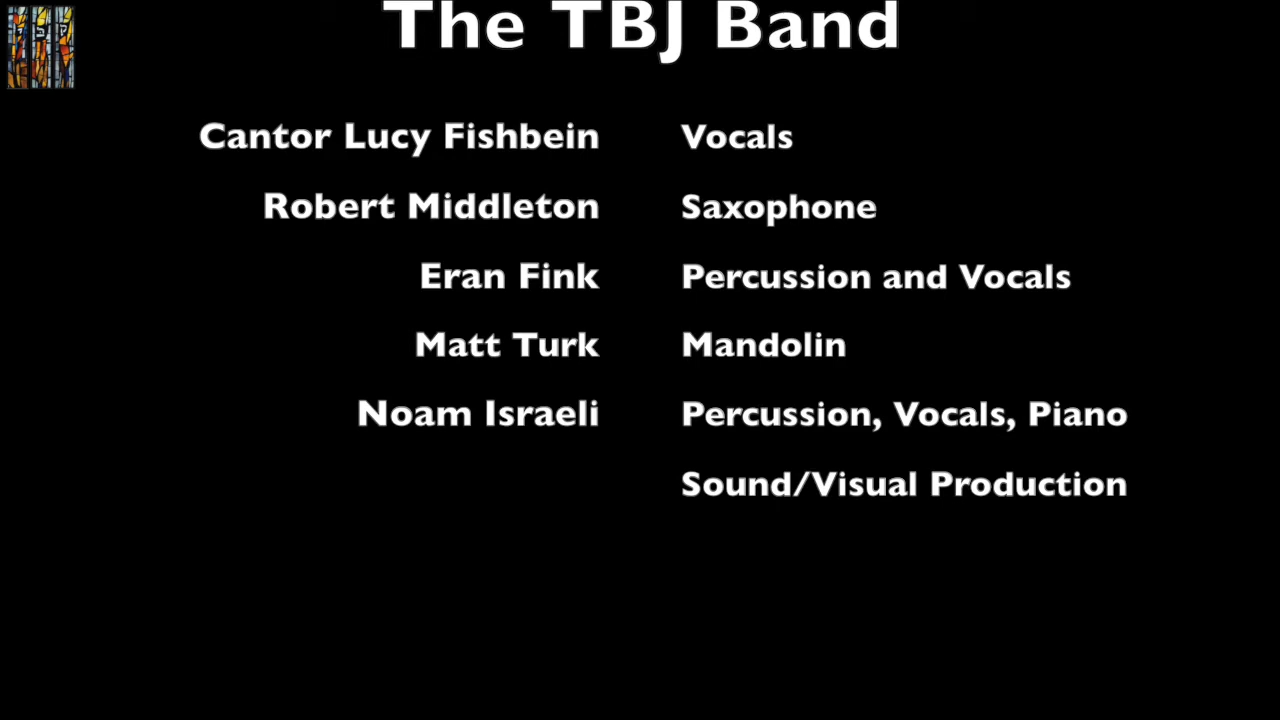 The TBJ Band
Cantor Lucy Fishbein Vocals
Robert Middleton Saxophone
Eran Fink Percussion and Vocals
Matt Turk Mandolin
Noam Israeli Percussion, Vocals, Piano
Sound/Visual Production